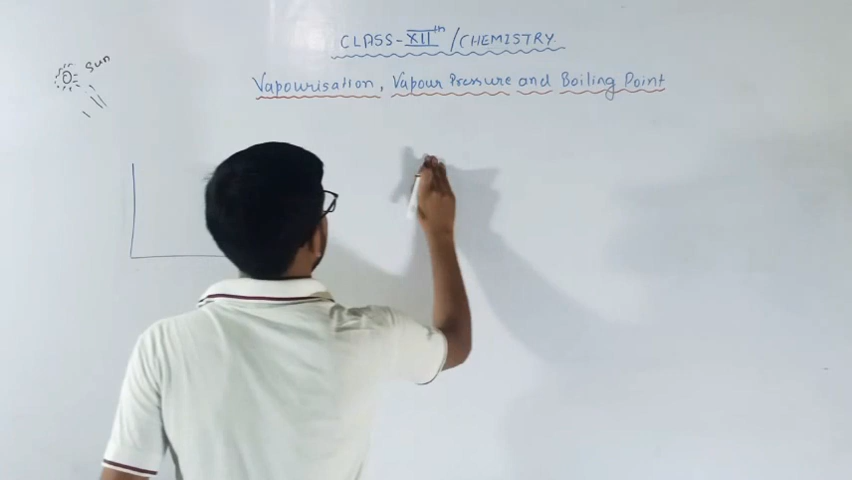 CLASS-XIIth/CHEMISTRY
Sun
Vapourisation, Vapour Pressure and Boiling Point